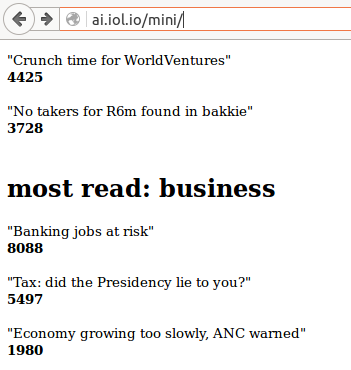 ai.iol.io/mini/
"Crunch time for WorldVentures"
4425
"No takers for R6m found in bakkie"
3728
most read: business
"Banking jobs at risk"
8088
"Tax: did the Presidency lie to you?"
5497
"Economy growing too slowly, ANC warned"
1980